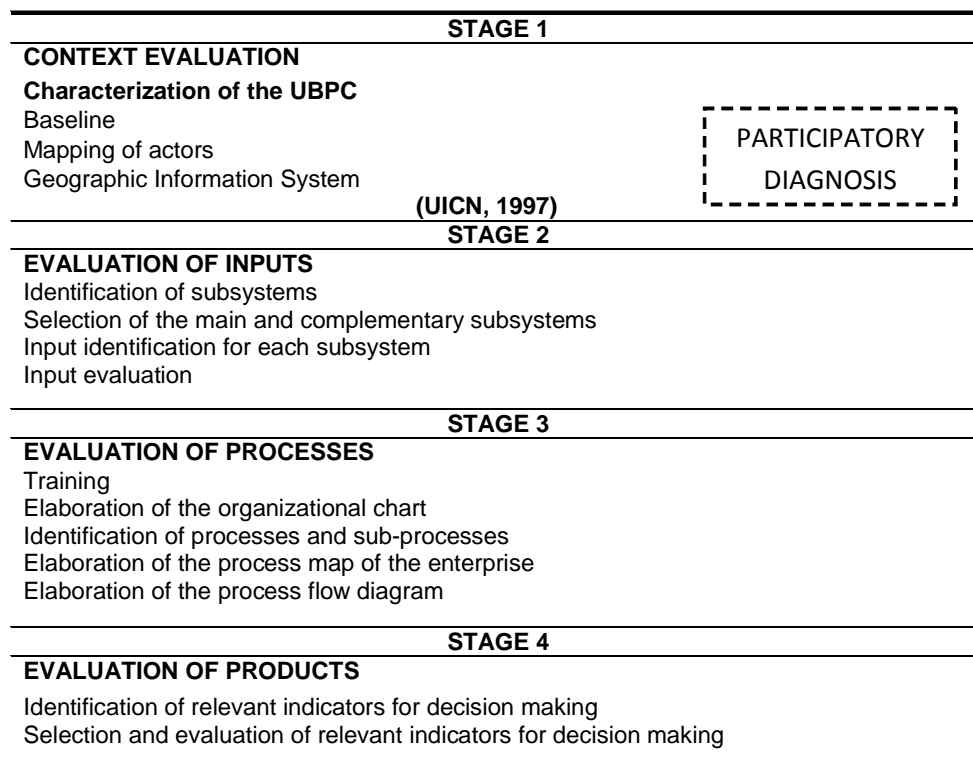 STAGE 1
CONTEXT EVALUATION
Characterization of the UBPC
Baseline
Mapping of actors
Geographic Information System
PARTICIPATORY
DIAGNOSIS
(UICN, 1997)
STAGE 2
EVALUATION OF INPUTS
Identification of subsystems
Selection of the main and complementary subsystems
Input identification for each subsystem
Input evaluation
STAGE 3
EVALUATION OF PROCESSES
Training
Elaboration of the organizational chart
Identification of processes and sub-processes
Elaboration of the process map of the enterprise
Elaboration of the process flow diagram
STAGE 4
EVALUATION OF PRODUCTS
Identification of relevant indicators for decision making
Selection and evaluation of relevant indicators for decision making